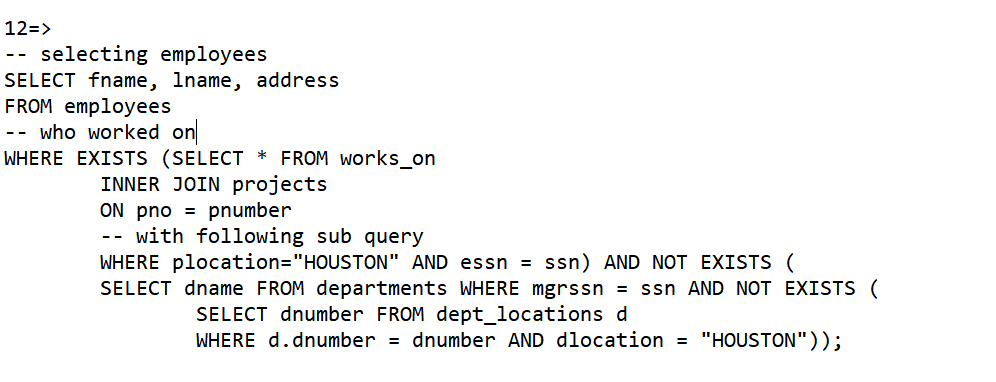 12=>
-- selecting employees
SELECT fname, lname, address
FROM employees
-- who worked on
WHERE EXISTS (SELECT * FROM works_on
        INNER JOIN projects
        ON pno = pnumber
        -- with following sub query
        WHERE plocation="HOUSTON" AND essn = ssn) AND NOT EXISTS (
        SELECT dname FROM departments WHERE mgrssn = ssn AND NOT EXISTS (
                SELECT dnumber FROM dept_locations d
                WHERE d.dnumber = dnumber AND dlocation = "HOUSTON"));